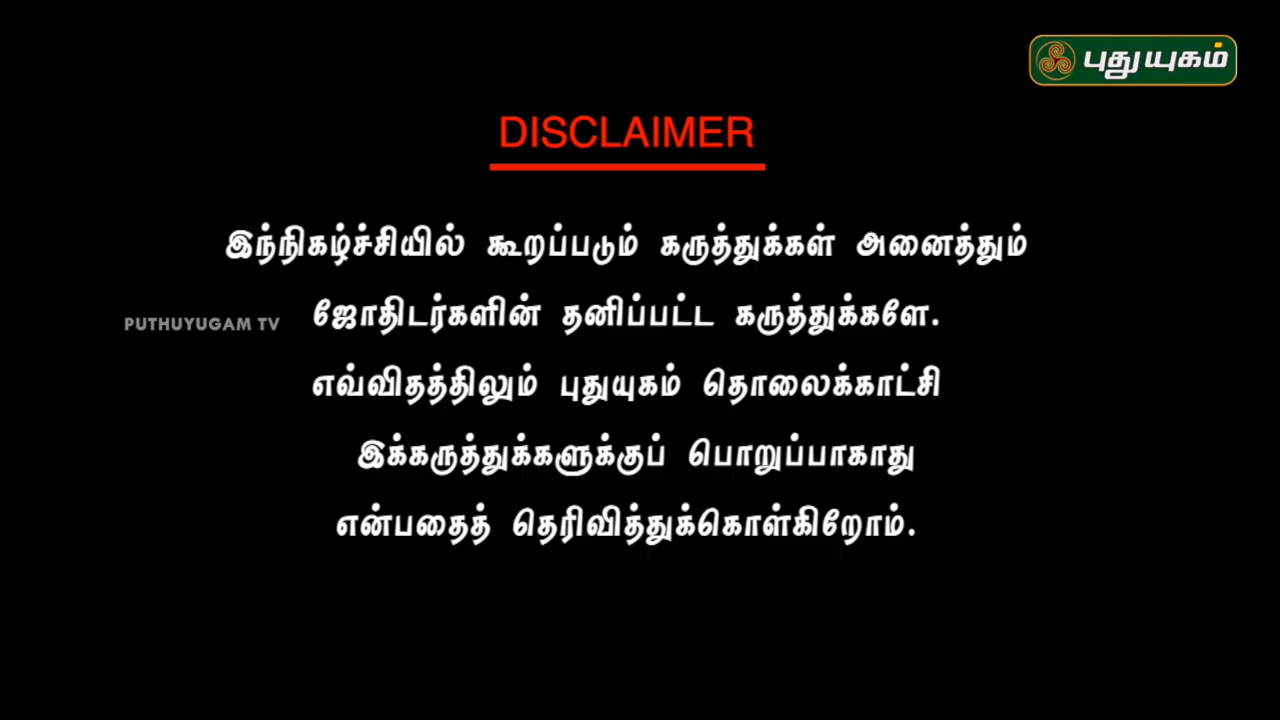 புதுயுகம்
DISCLAIMER
இந்நிகழ்ச்சியில் கூறப்படும் கருத்துக்கள் அனைத்தும்
PUTHUYUGAM TV
ஜோதிடர்களின் தனிப்பட்ட கருத்துக்களே.
எவ்விதத்திலும் புதுயுகம் தொலைக்காட்சி
இக்கருத்துக்களுக்குப் பொறுப்பாகாது
என்பதைத் தெரிவித்துக்கொள்கிறோம்.